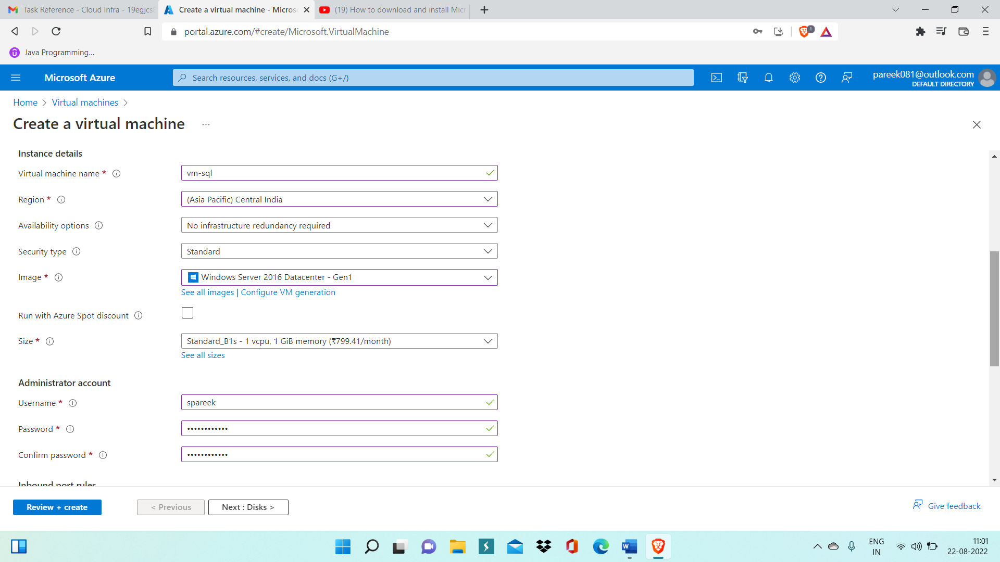 Task Reference - Cloud Infra - 19egjcs
Create a virtual machine - Micros
(19) How to download and install Micr
portal.azure.com/#create/Microsoft.VirtualMachine
1
Java Programming...
Microsoft Azure
Search resources, services, and docs (G+/)
pareek081@outlook.com
DEFAULT DIRECTORY
Home > Virtual machines >
Create a virtual machine ...
Instance details
Virtual machine name * vm-sql
Region * (Asia Pacific) Central India
Availability options No infrastructure redundancy required
Security type Standard
Image * Windows Server 2016 Datacenter - Gen1
See all images | Configure VM generation
Run with Azure Spot discount
Size * Standard_B1s - 1 vcpu, 1 GiB memory (₹799.41/month)
See all sizes
Administrator account
Username * spareek
Password * ••••••••••••
Confirm password * ••••••••••••
Inbound port rules
Review + create
< Previous
Next : Disks >
Give feedback
ENG
IN
11:01
22-08-2022